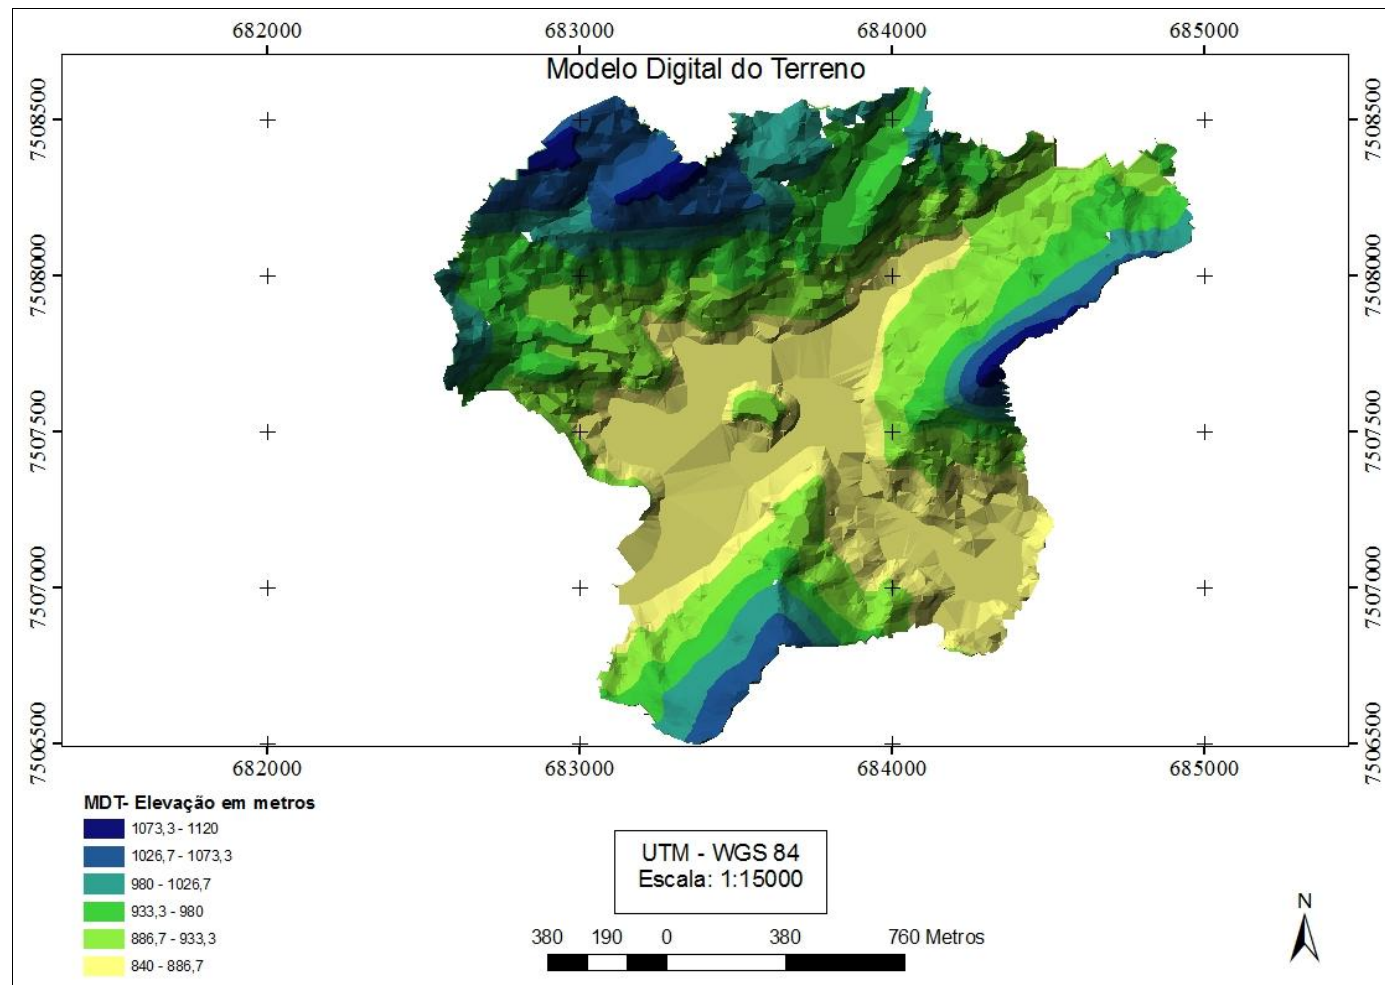 682000 683000 684000 685000
Modelo Digital do Terreno
7508500 7508500
7508000 7508000
7507500 7507500
7507000 7507000
7506500 7506500
682000 683000 684000 685000
MDT- Elevação em metros
1073,3 - 1120
1026,7 - 1073,3
980 - 1026,7
933,3 - 980
886,7 - 933,3
840 - 886,7
UTM - WGS 84
Escala: 1:15000
380 190 0 380 760 Metros
N